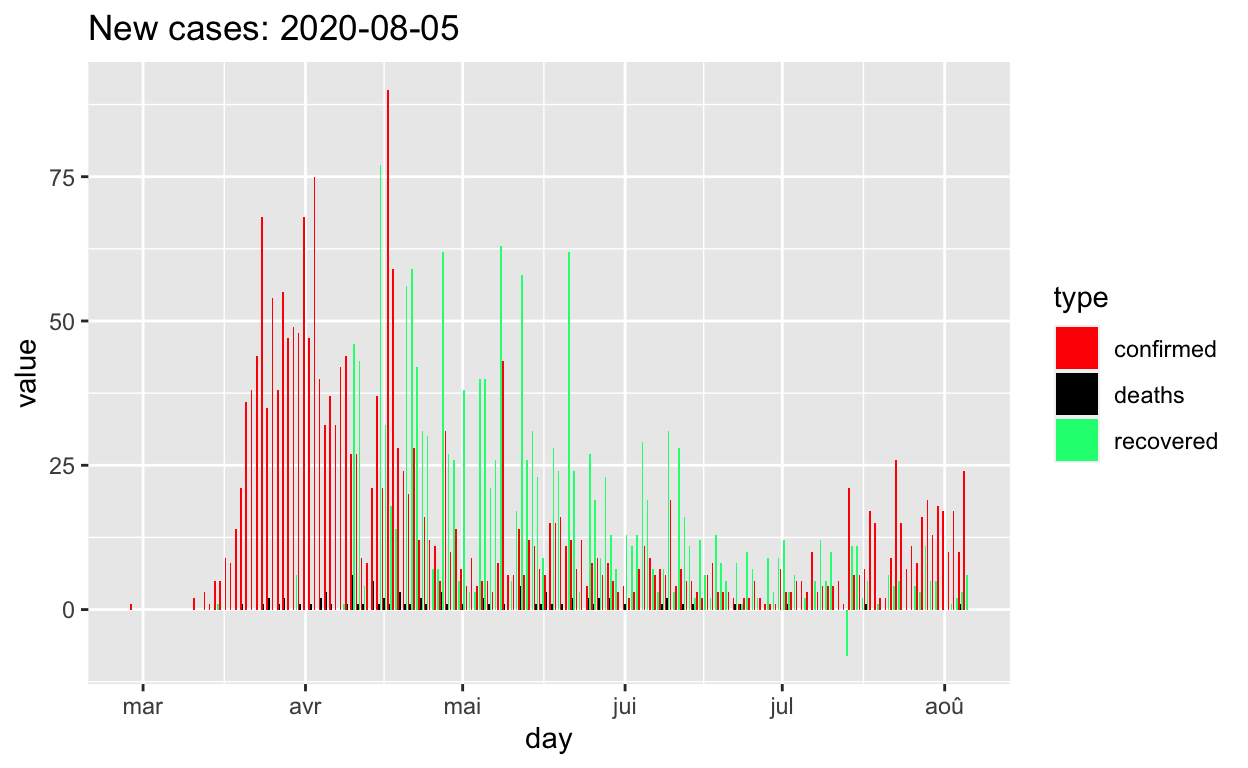 New cases: 2020-08-05
value
75
50
25
0
mar avr mai jui jul aoû
day
type
confirmed
deaths
recovered